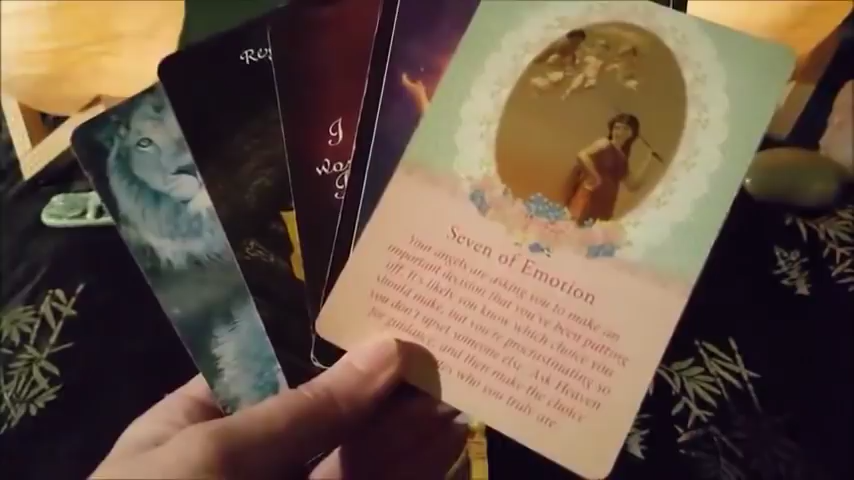 I
Seven of Emotion
Your angels are asking you to make an
important decision that you've been putting
off. It's likely you know which choice you
should make, but you're procrastinating so
you don't upset someone else. Ask Heaven
for guidance, and then make the choice
who you truly are